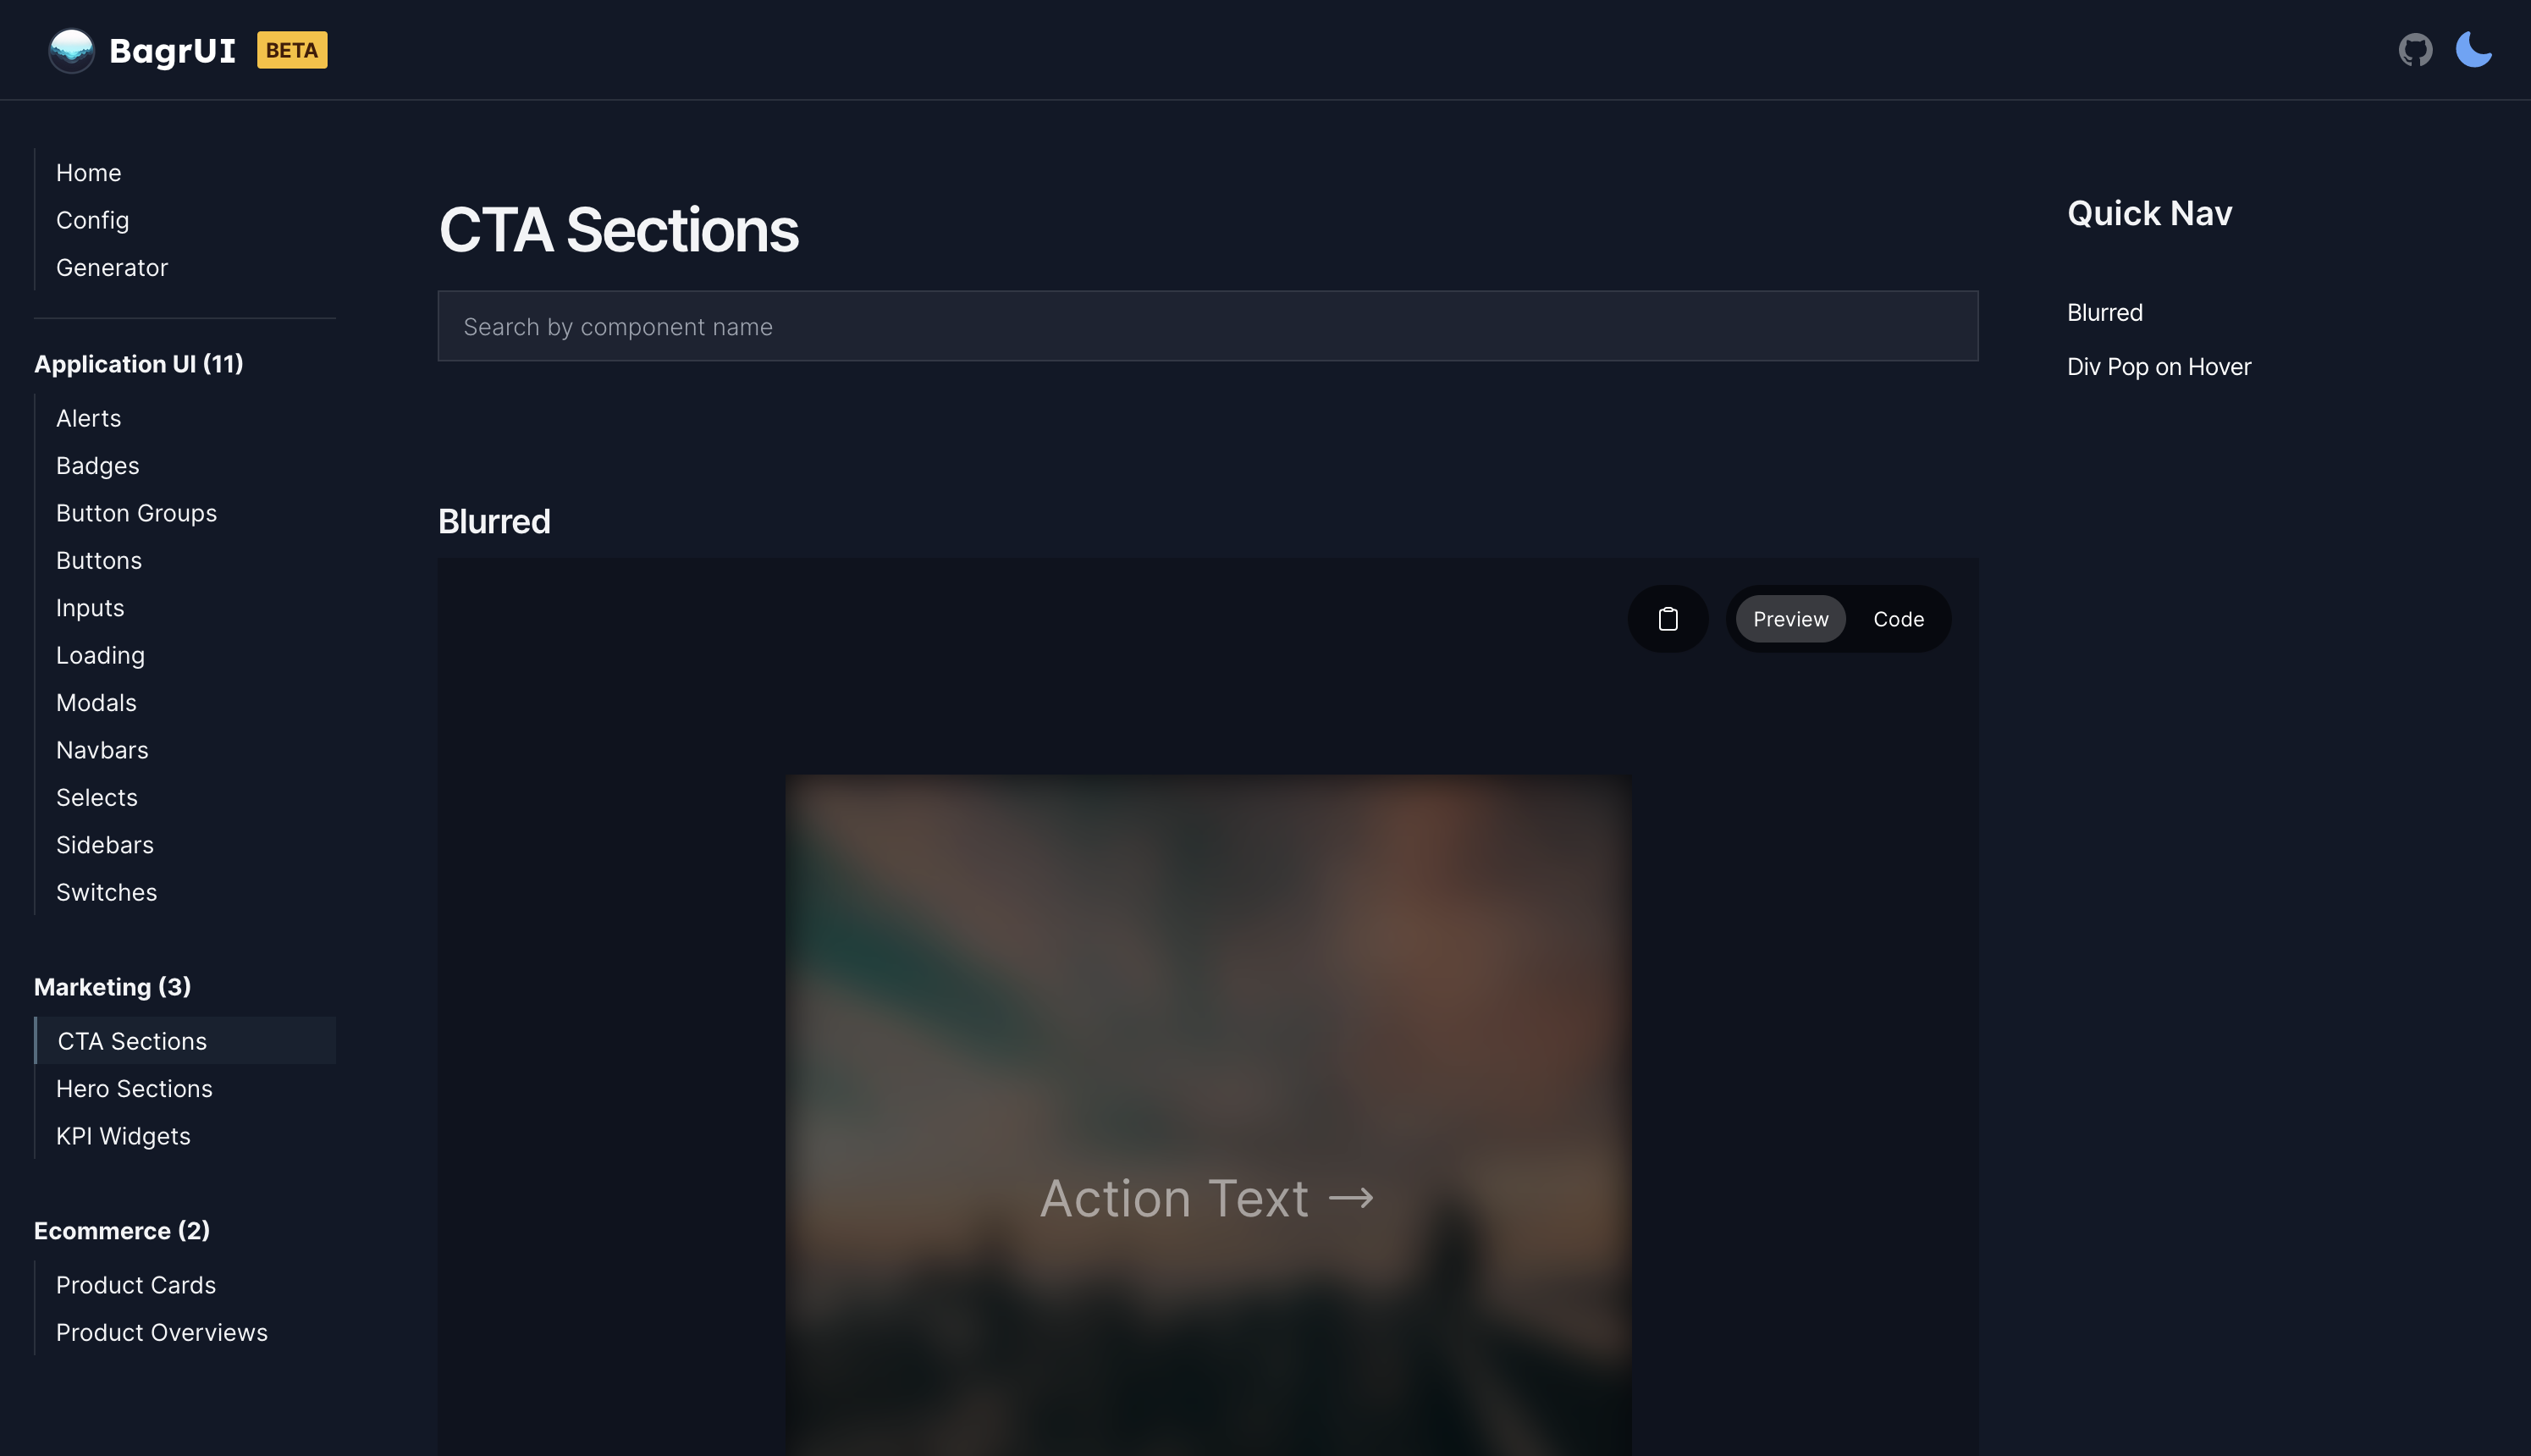 BagrUI BETA
Home
Config
Generator
Application UI (11)
Alerts
Badges
Button Groups
Buttons
Inputs
Loading
Modals
Navbars
Selects
Sidebars
Switches
Marketing (3)
CTA Sections
Hero Sections
KPI Widgets
Ecommerce (2)
Product Cards
Product Overviews
CTA Sections
Search by component name
Blurred
Preview Code
Action Text →
Quick Nav
Blurred
Div Pop on Hover